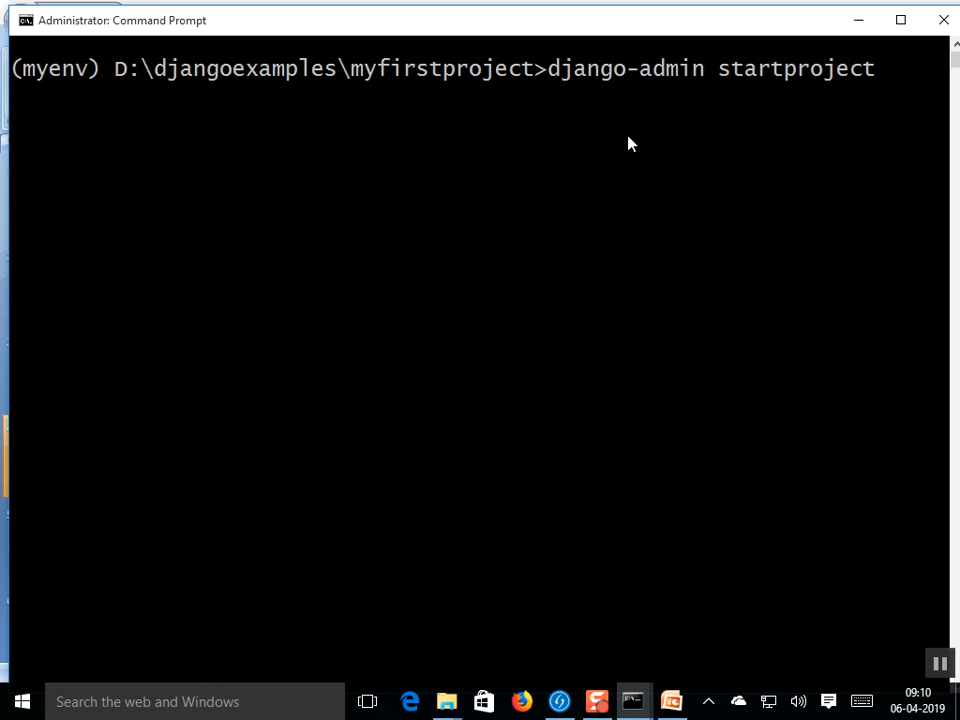 Administrator: Command Prompt
(myenv) D:\djangoexamples\myfirstproject>django-admin startproject
Search the web and Windows
09:10
06-04-2019